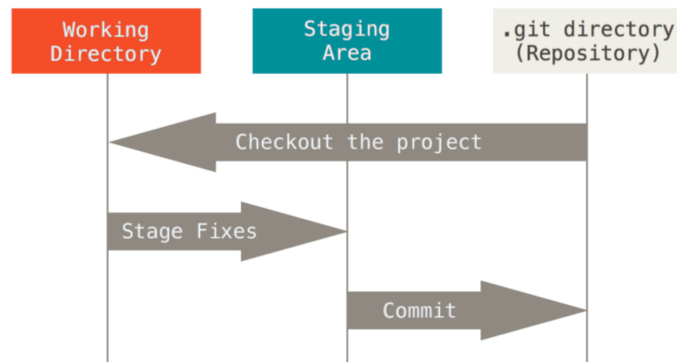 Working
Directory
Staging
Area
.git directory
(Repository)
Checkout the project
Stage Fixes
Commit